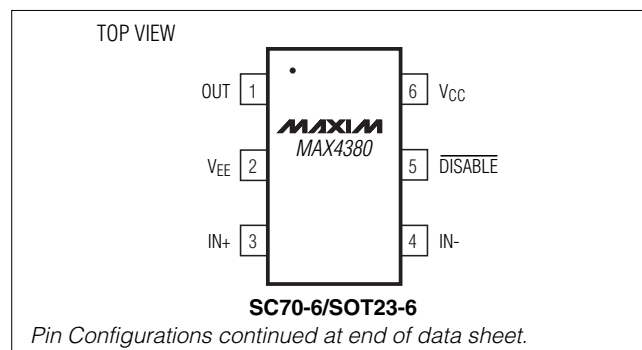 TOP VIEW
OUT 1
6 VCC
MAXIM
MAX4380
VEE 2
5 DISABLE
IN+ 3
4 IN-
SC70-6/SOT23-6
Pin Configurations continued at end of data sheet.